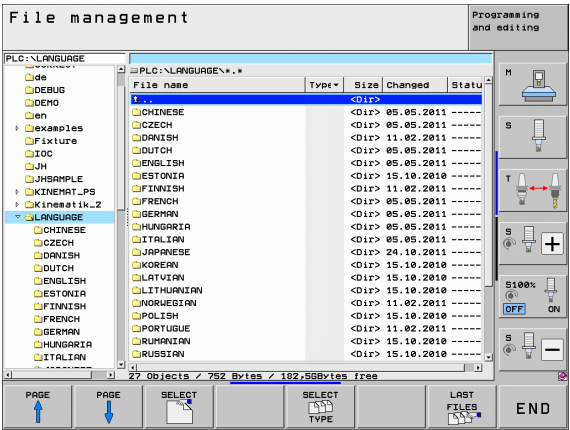 File management
Programming
and editing
PLC:\LANGUAGE
de
DEBUG
DEMO
en
examples
Fixture
IOC
JH
JHSAMPLE
KINEMAT_PS
Kinematik_2
LANGUAGE
CHINESE
CZECH
DANISH
DUTCH
ENGLISH
ESTONIA
FINNISH
FRENCH
GERMAN
HUNGARIA
ITALIAN
PLC:\LANGUAGE\*.*
File name Type Size Changed Statu
.. <Dir>
CHINESE <Dir> 05.05.2011 -----
CZECH <Dir> 05.05.2011 -----
DANISH <Dir> 11.02.2011 -----
DUTCH <Dir> 05.05.2011 -----
ENGLISH <Dir> 05.05.2011 -----
ESTONIA <Dir> 15.10.2010 -----
FINNISH <Dir> 11.02.2011 -----
FRENCH <Dir> 05.05.2011 -----
GERMAN <Dir> 05.05.2011 -----
HUNGARIA <Dir> 05.05.2011 -----
ITALIAN <Dir> 05.05.2011 -----
JAPANESE <Dir> 24.10.2011 -----
KOREAN <Dir> 15.10.2010 -----
LATVIAN <Dir> 15.10.2010 -----
LITHUANIAN <Dir> 15.10.2010 -----
NORWEGIAN <Dir> 11.02.2011 -----
POLISH <Dir> 15.10.2010 -----
PORTUGUE <Dir> 11.02.2011 -----
RUMANIAN <Dir> 15.10.2010 -----
RUSSIAN <Dir> 15.10.2010 -----
27 Objects / 752 Bytes / 182,5GBytes free
M
S
T
S
S100%
OFF ON
S
PAGE
PAGE
SELECT
SELECT
TYPE
LAST
FILES
END